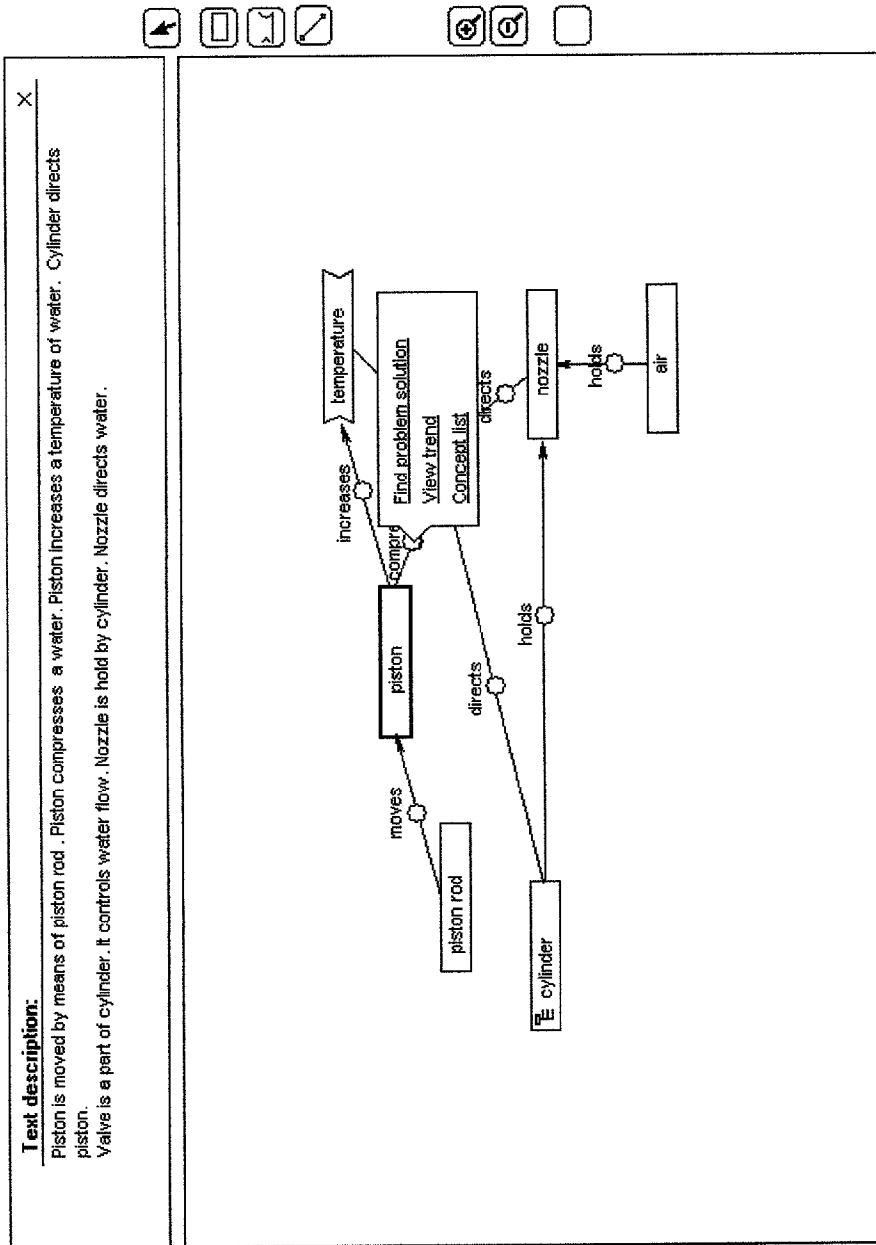 Text description:
Piston is moved by means of piston rod . Piston compresses a water. Piston increases a temperature of water. Cylinder directs
piston.
Valve is a part of cylinder. It controls water flow. Nozzle is hold by cylinder. Nozzle directs water.
increases
temperature
compre
piston
Find problem solution
View trend
Concept list
moves
piston rod
directs
directs
cylinder
holds
nozzle
holds
air